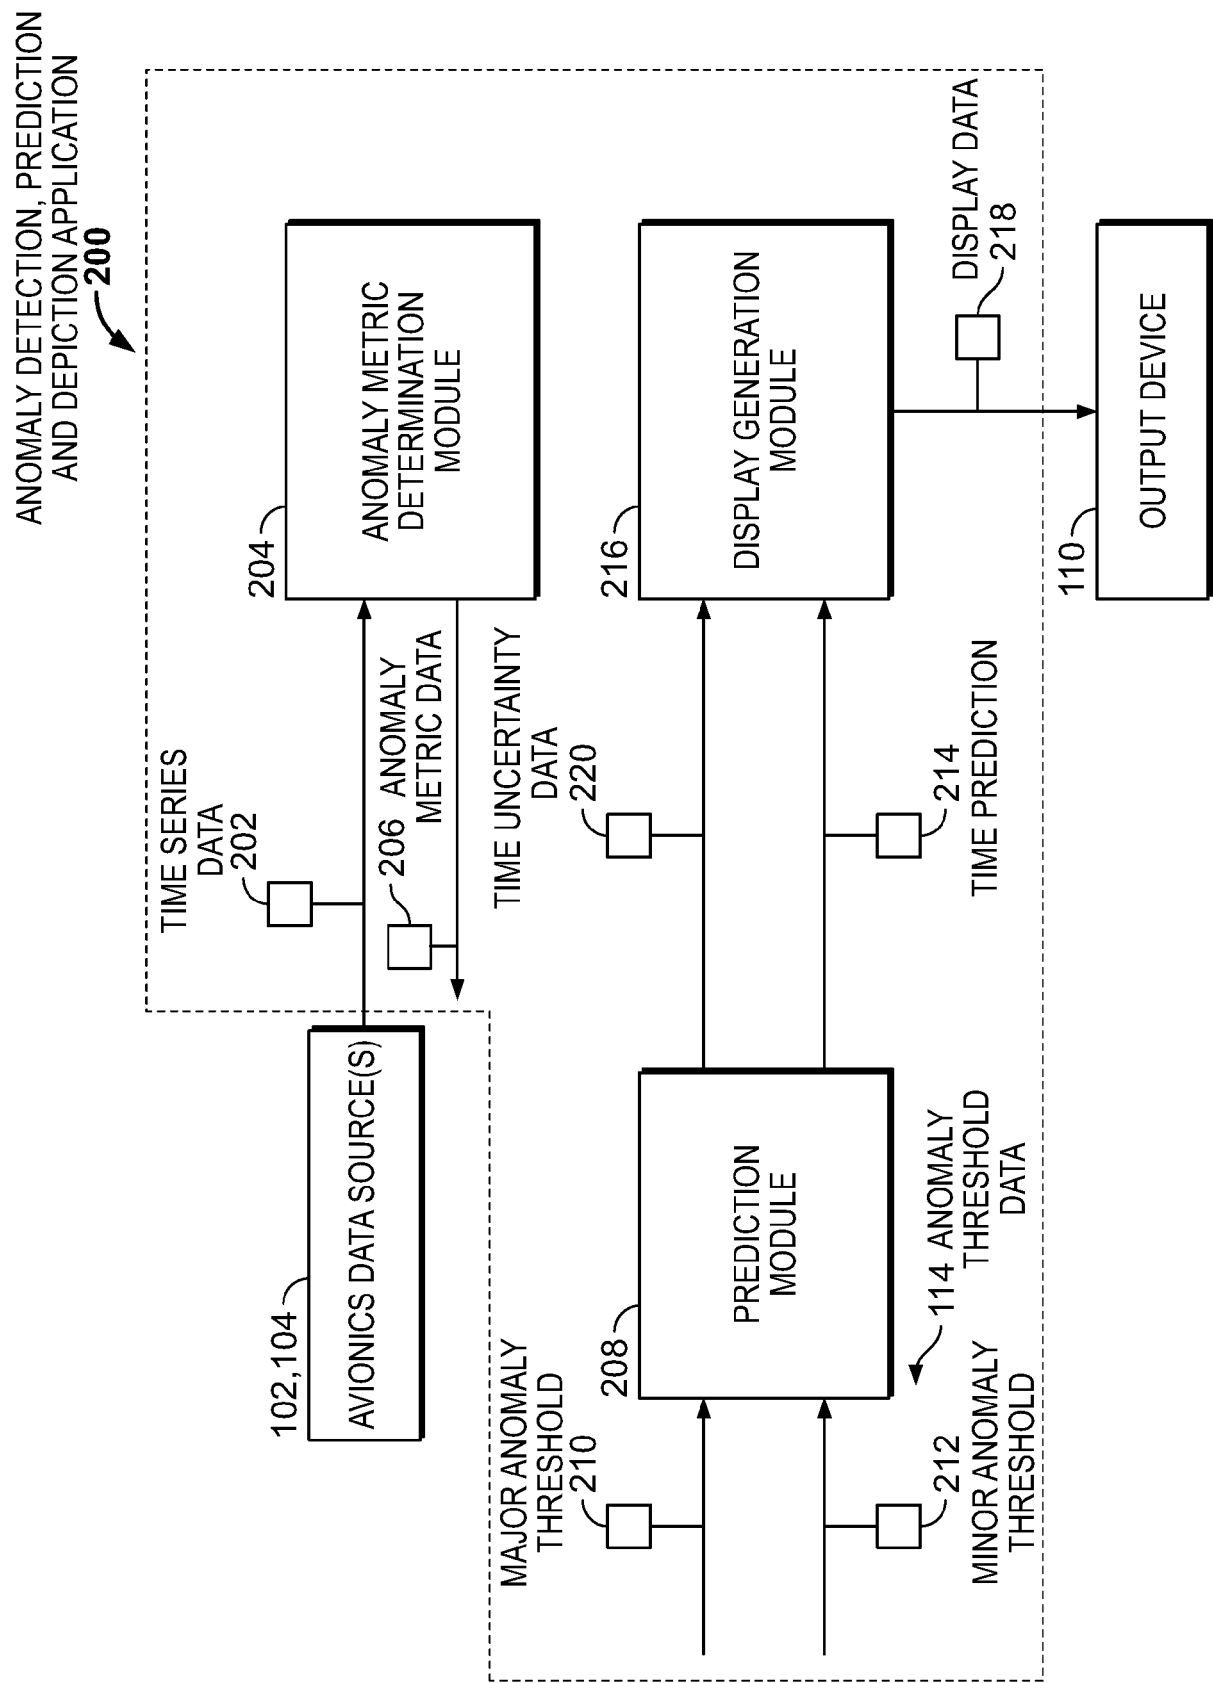 ANOMALY DETECTION, PREDICTION
AND DEPICTION APPLICATION
200
TIME SERIES
DATA
202
204
ANOMALY METRIC
DETERMINATION
MODULE
102,104
AVIONICS DATA SOURCE(S)
206 ANOMALY
METRIC DATA
MAJOR ANOMALY
THRESHOLD
210
TIME UNCERTAINTY
DATA
220
208
PREDICTION
MODULE
216
DISPLAY GENERATION
MODULE
212
MINOR ANOMALY
THRESHOLD
114 ANOMALY
THRESHOLD
DATA
214
TIME PREDICTION
DISPLAY DATA
218
110
OUTPUT DEVICE